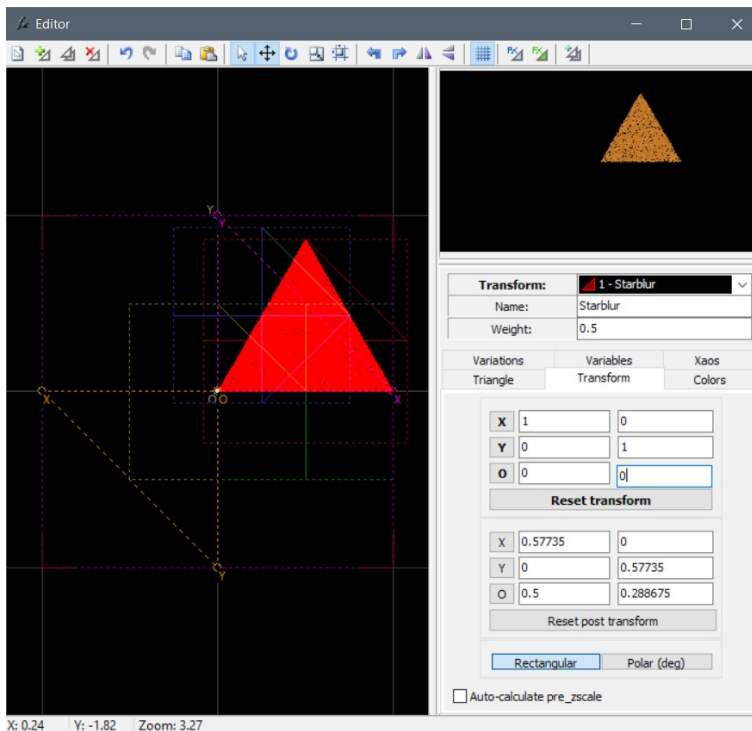 Editor
Y
Y
O
X
X
Y
Transform: 1 - Starblur
Name: Starblur
Weight: 0.5
Variations Variables Xaos
Triangle Transform Colors
X 1 0
Y 0 1
O 0 0
Reset transform
X 0.57735 0
Y 0 0.57735
O 0.5 0.288675
Reset post transform
Rectangular Polar (deg)
Auto-calculate pre_zscale
X: 0.24 Y: -1.82 Zoom: 3.27